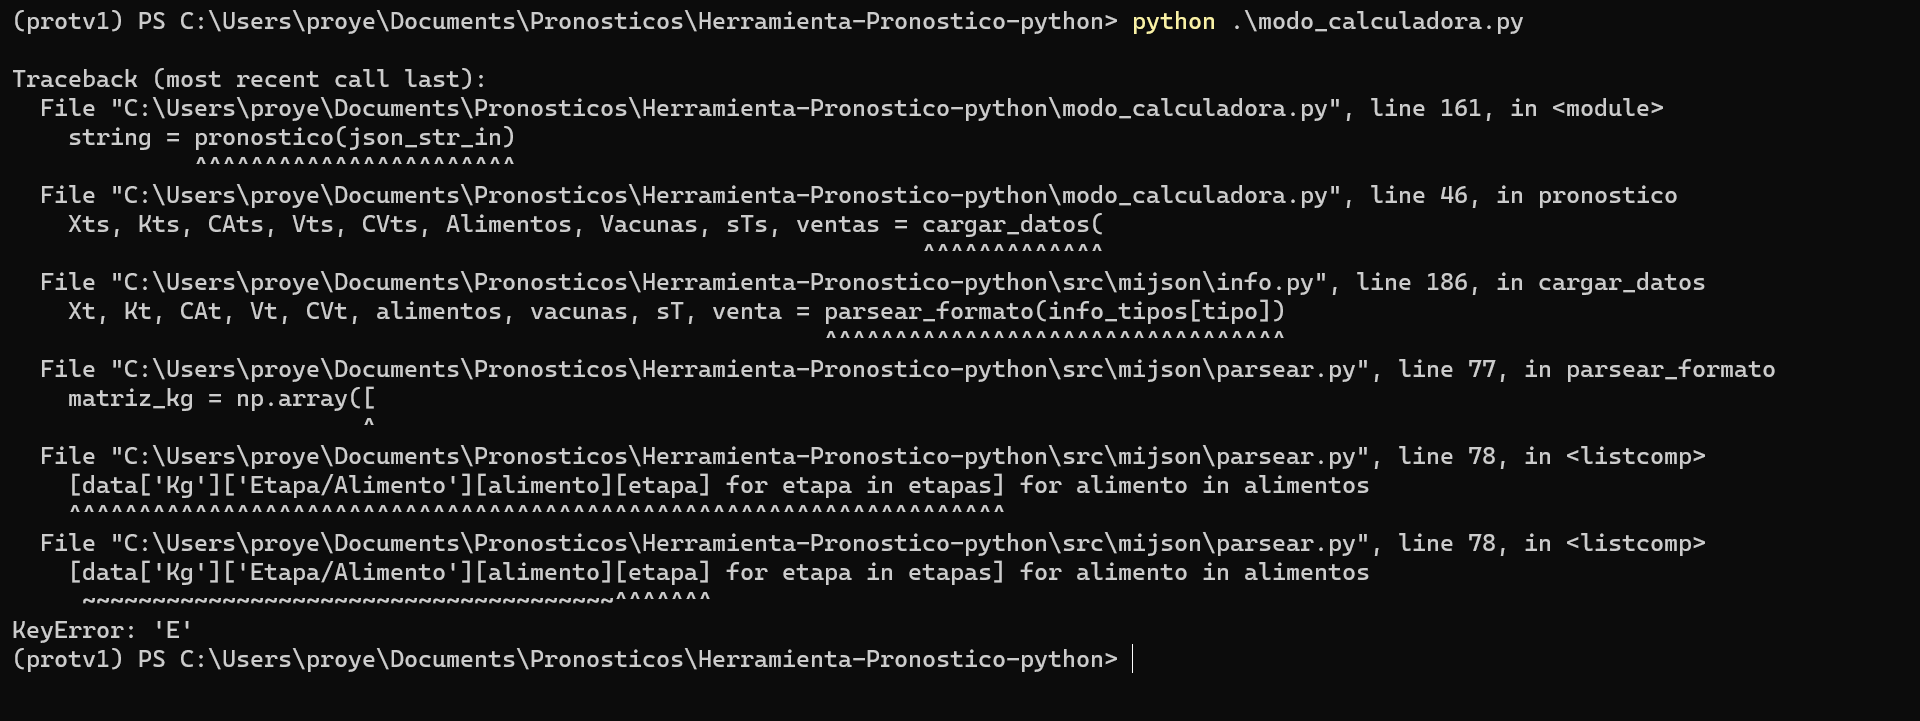 (protv1) PS C:\Users\proye\Documents\Pronosticos\Herramienta-Pronostico-python> python .\modo_calculadora.py
Traceback (most recent call last):
  File "C:\Users\proye\Documents\Pronosticos\Herramienta-Pronostico-python\modo_calculadora.py", line 161, in <module>
    string = pronostico(json_str_in)
             ^^^^^^^^^^^^^^^^^^^^^^^
  File "C:\Users\proye\Documents\Pronosticos\Herramienta-Pronostico-python\modo_calculadora.py", line 46, in pronostico
    Xts, Kts, CAts, Vts, CVts, Alimentos, Vacunas, sTs, ventas = cargar_datos(
                                                                 ^^^^^^^^^^^^^
  File "C:\Users\proye\Documents\Pronosticos\Herramienta-Pronostico-python\src\mijson\info.py", line 186, in cargar_datos
    Xt, Kt, CAt, Vt, CVt, alimentos, vacunas, sT, venta = parsear_formato(info_tipos[tipo])
                                                          ^^^^^^^^^^^^^^^^^^^^^^^^^^^^^^^^^
  File "C:\Users\proye\Documents\Pronosticos\Herramienta-Pronostico-python\src\mijson\parsear.py", line 77, in parsear_formato
    matriz_kg = np.array([
                         ^
  File "C:\Users\proye\Documents\Pronosticos\Herramienta-Pronostico-python\src\mijson\parsear.py", line 78, in <listcomp>
    [data['Kg']['Etapa/Alimento'][alimento][etapa] for etapa in etapas] for alimento in alimentos
    ^^^^^^^^^^^^^^^^^^^^^^^^^^^^^^^^^^^^^^^^^^^^^^^^^^^^^^^^^^^^^^^^^^^
  File "C:\Users\proye\Documents\Pronosticos\Herramienta-Pronostico-python\src\mijson\parsear.py", line 78, in <listcomp>
    [data['Kg']['Etapa/Alimento'][alimento][etapa] for etapa in etapas] for alimento in alimentos
     ~~~~~~~~~~~~~~~~~~~~~~~~~~~~~~~~~~~~~~^^^^^^^
KeyError: 'E'
(protv1) PS C:\Users\proye\Documents\Pronosticos\Herramienta-Pronostico-python>